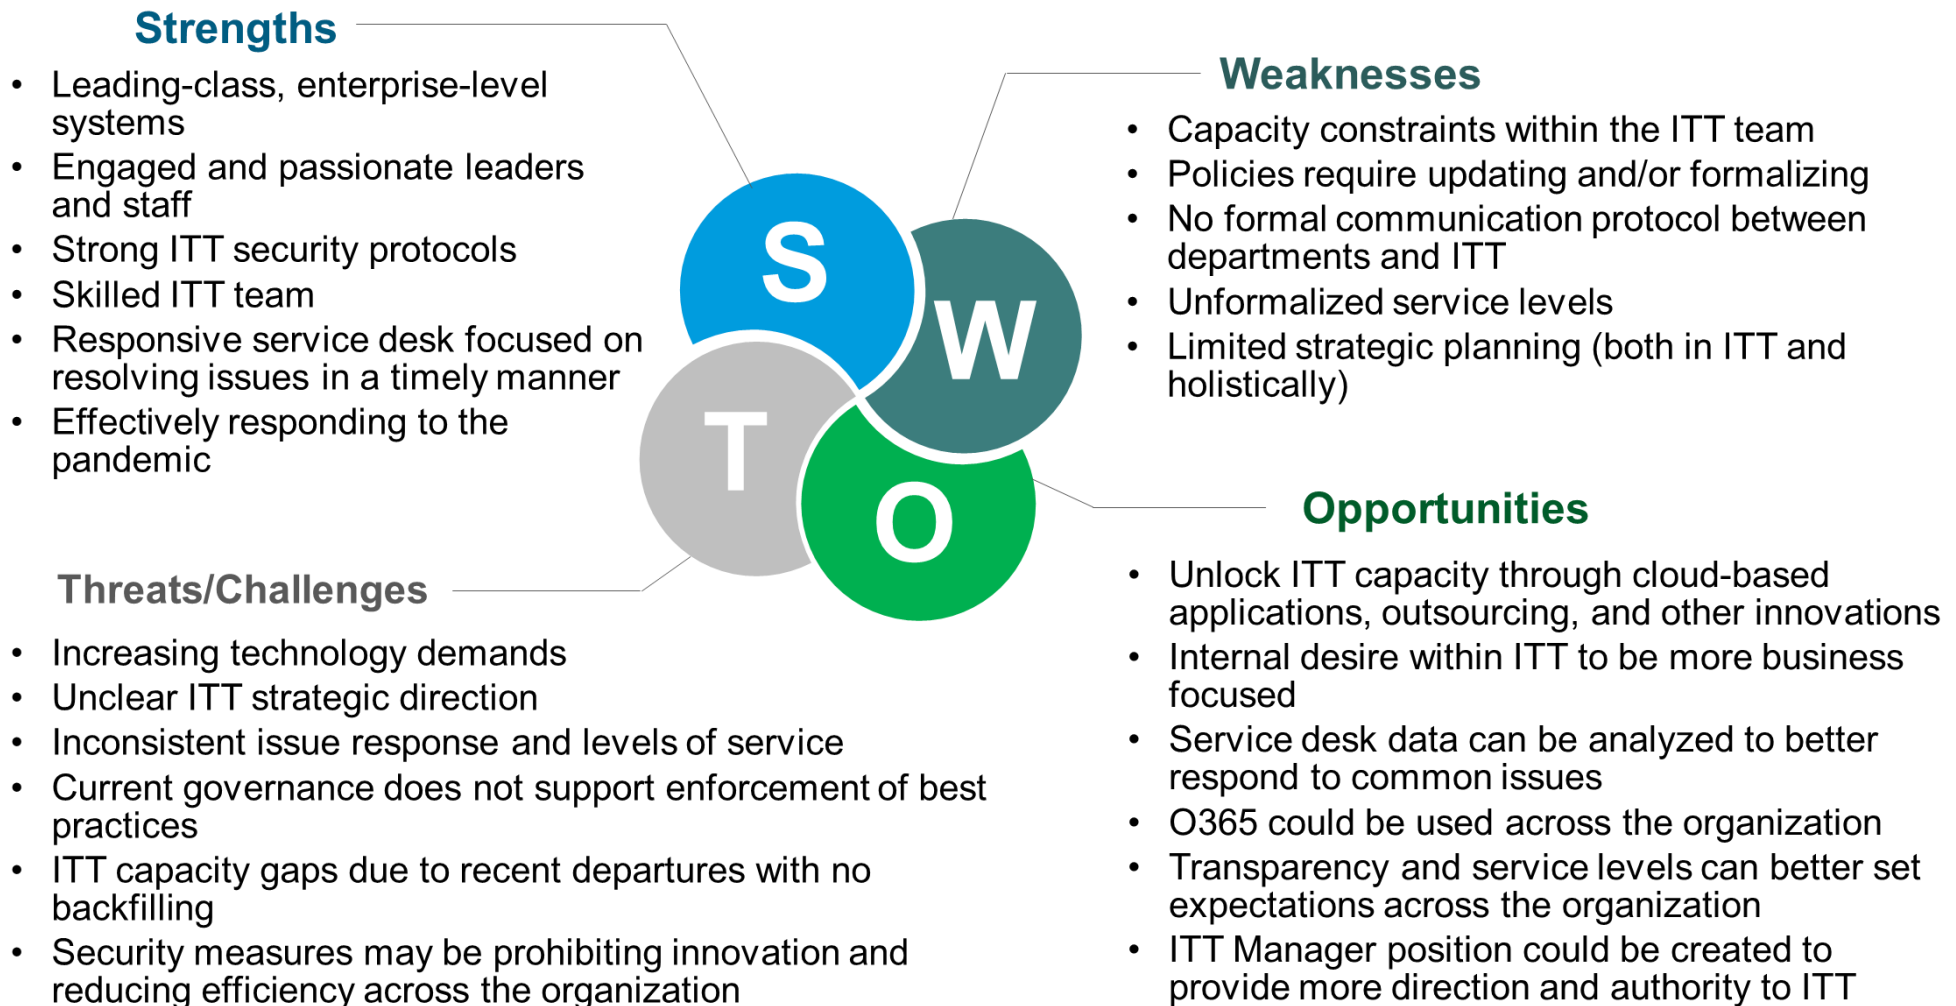 Strengths
• Leading-class, enterprise-level
systems
• Engaged and passionate leaders
and staff
• Strong ITT security protocols
• Skilled ITT team
• Responsive service desk focused on
resolving issues in a timely manner
• Effectively responding to the
pandemic
Weaknesses
• Capacity constraints within the ITT team
• Policies require updating and/or formalizing
• No formal communication protocol between
departments and ITT
• Unformalized service levels
• Limited strategic planning (both in ITT and
holistically)
S
W
T
O
Threats/Challenges
• Increasing technology demands
• Unclear ITT strategic direction
• Inconsistent issue response and levels of service
• Current governance does not support enforcement of best
practices
• ITT capacity gaps due to recent departures with no
backfilling
• Security measures may be prohibiting innovation and
reducing efficiency across the organization
Opportunities
• Unlock ITT capacity through cloud-based
applications, outsourcing, and other innovations
• Internal desire within ITT to be more business
focused
• Service desk data can be analyzed to better
respond to common issues
• O365 could be used across the organization
• Transparency and service levels can better set
expectations across the organization
• ITT Manager position could be created to
provide more direction and authority to ITT